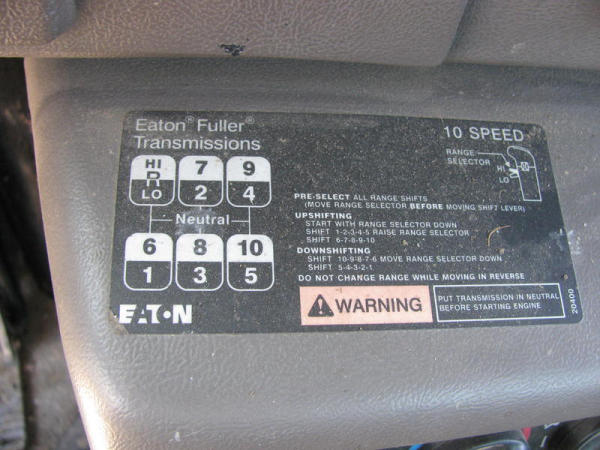 Eaton® Fuller®
Transmissions
10 SPEED
RANGE
SELECTOR
HI
LO
HI
R
LO
7
2
9
4
Neutral
6
1
8
3
10
5
PRE-SELECT ALL RANGE SHIFTS
(MOVE RANGE SELECTOR BEFORE MOVING SHIFT LEVER)
UPSHIFTING
START WITH RANGE SELECTOR DOWN
SHIFT 1-2-3-4-5 RAISE RANGE SELECTOR
SHIFT 6-7-8-9-10
DOWNSHIFTING
SHIFT 10-9-8-7-6 MOVE RANGE SELECTOR DOWN
SHIFT 5-4-3-2-1
DO NOT CHANGE RANGE WHILE MOVING IN REVERSE
EATON
WARNING
PUT TRANSMISSION IN NEUTRAL
BEFORE STARTING ENGINE
20400